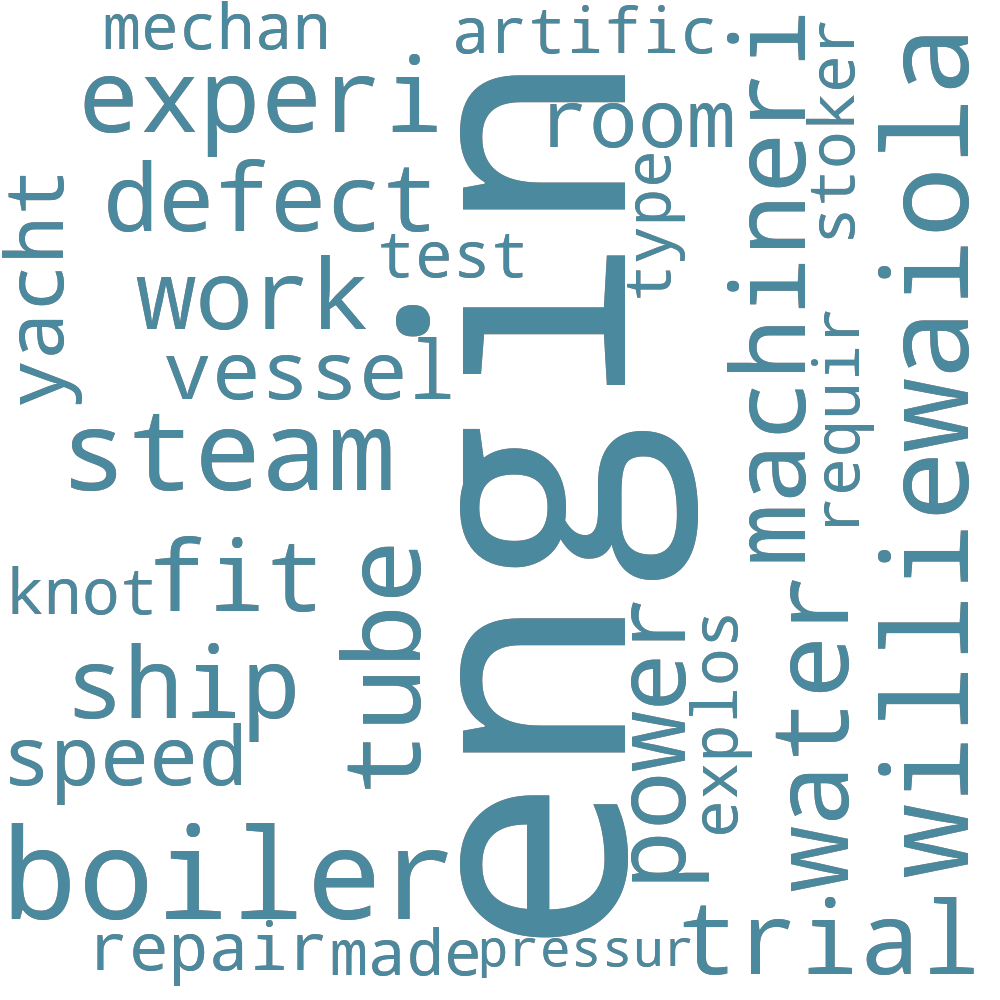 mechan
artific
experi
room
machineri
stoker
williewaiola
defect
type
yacht
test
work
engin
vessel
requir
steam
fit
knot
tube
water
power
explos
ship
speed
boiler
trial
repair
made
pressur